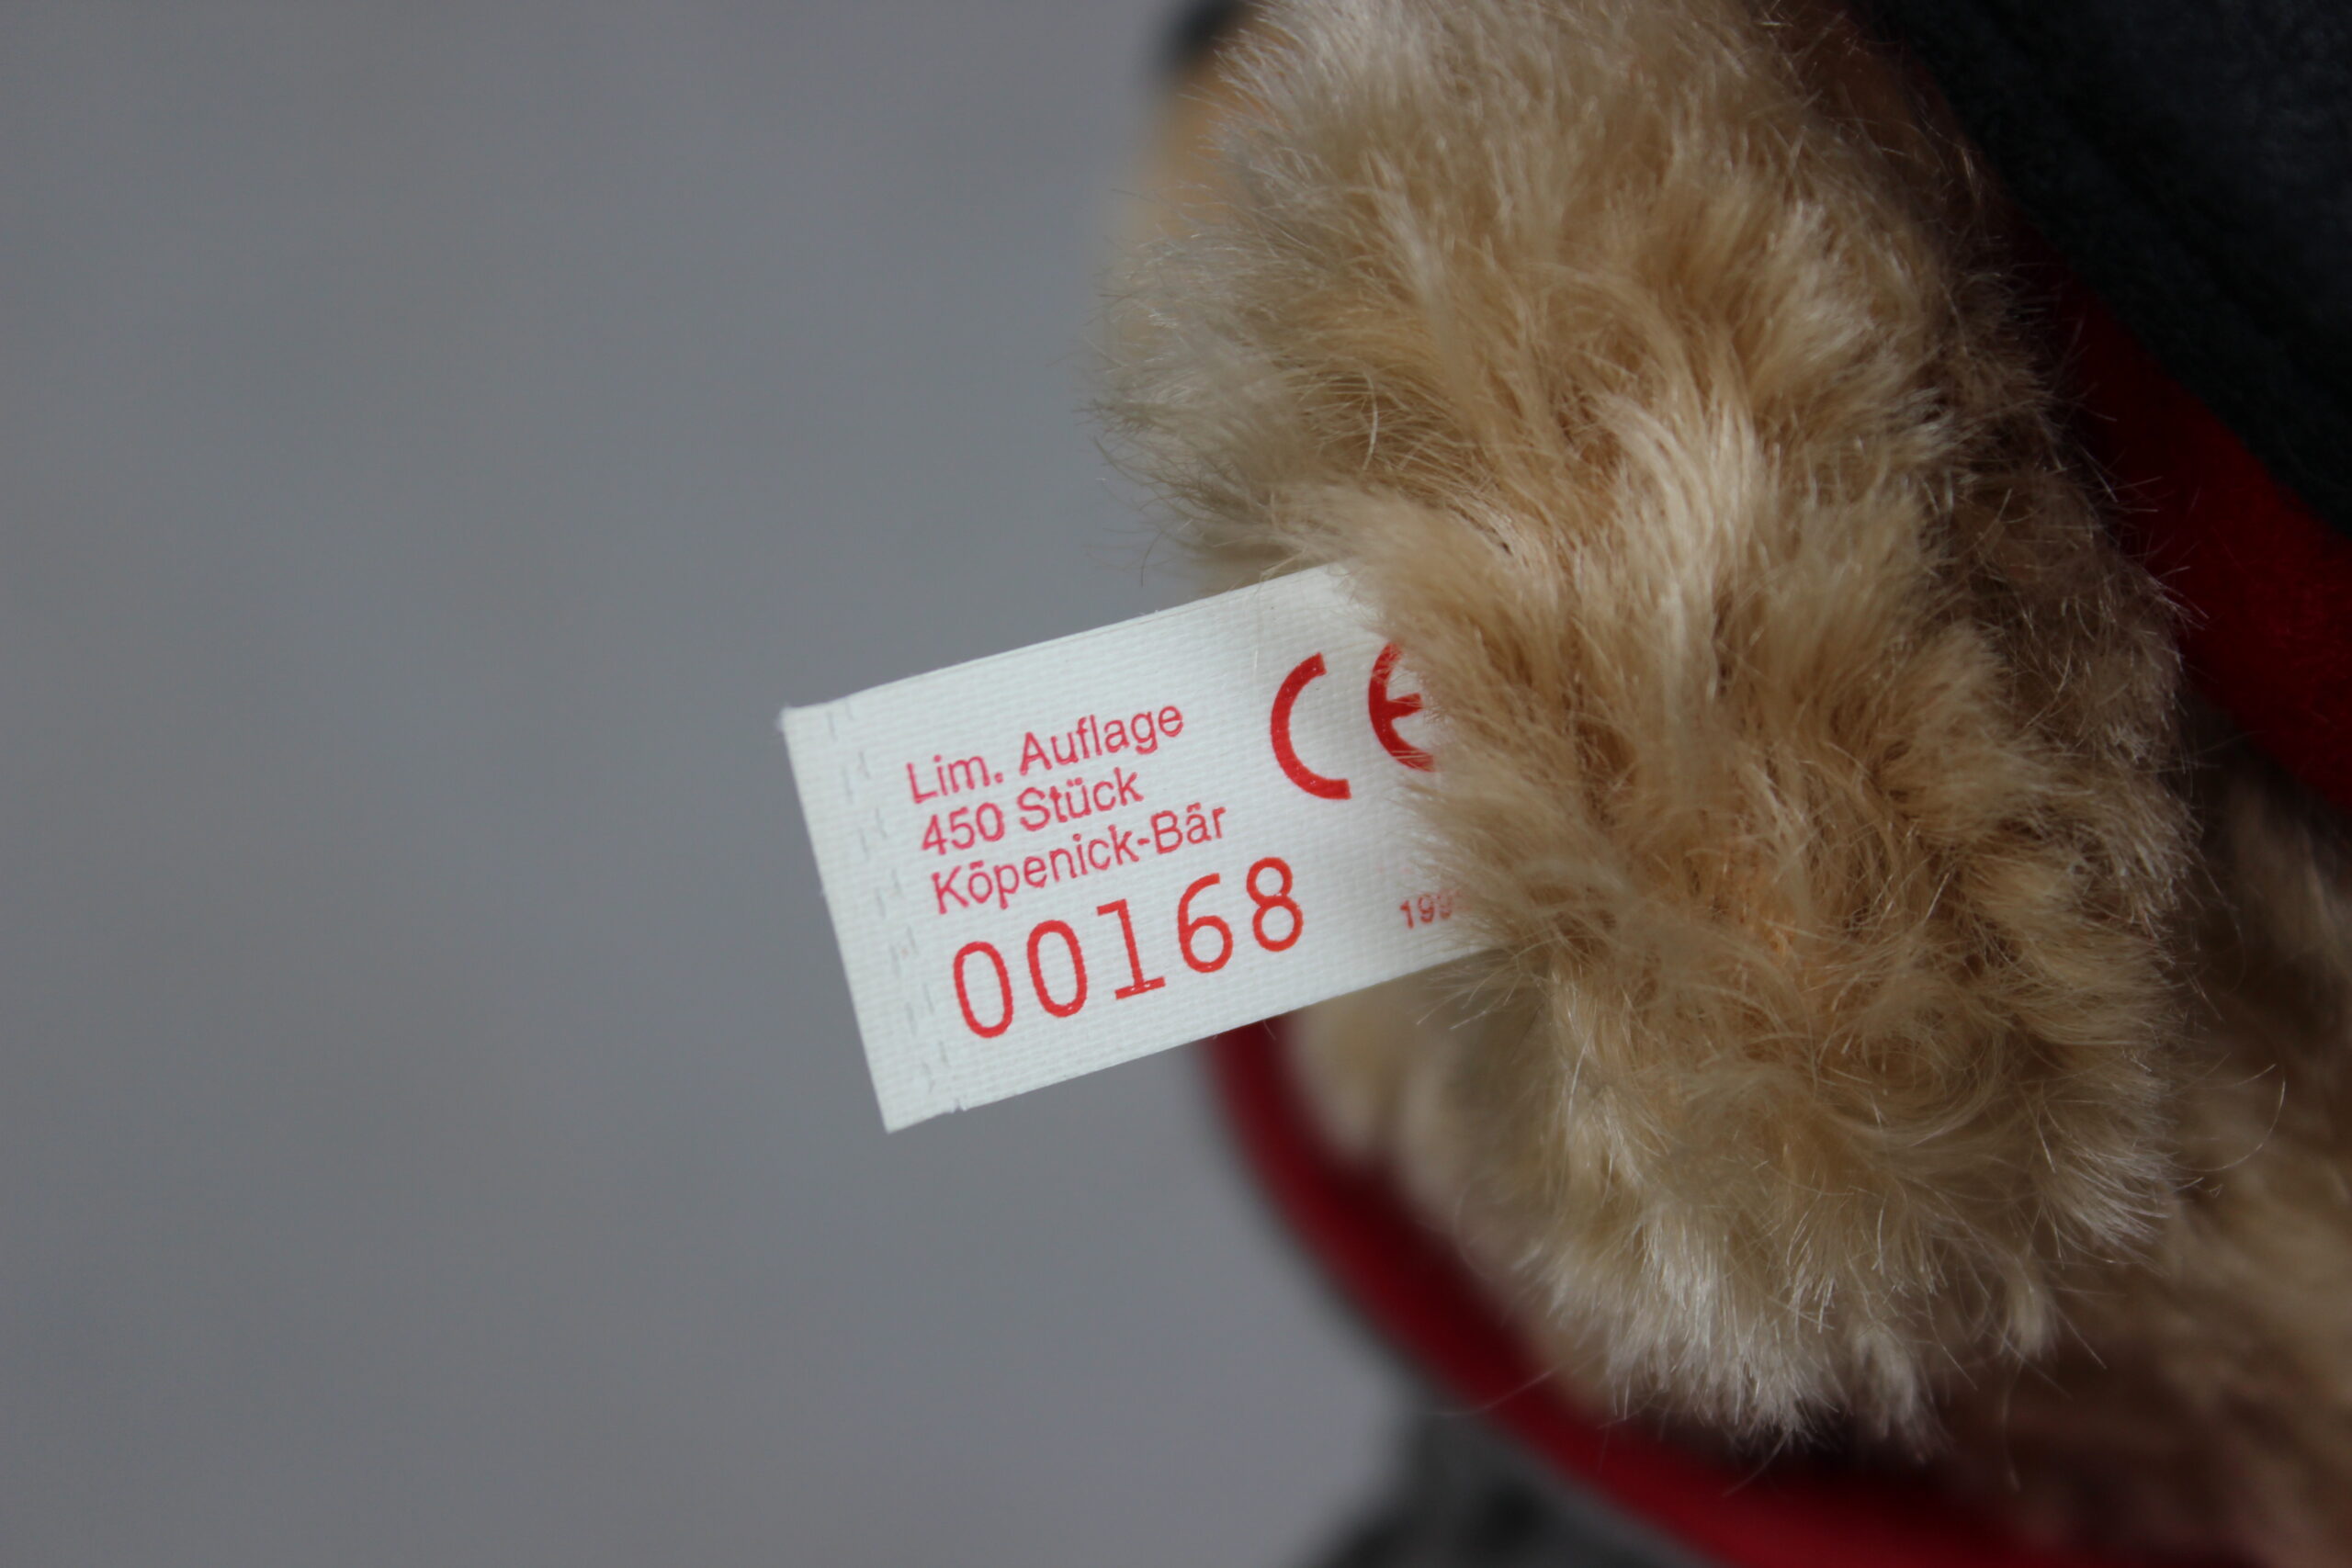 Lim. Auflage
450 Stück
Köpenick-Bär
00168
CE